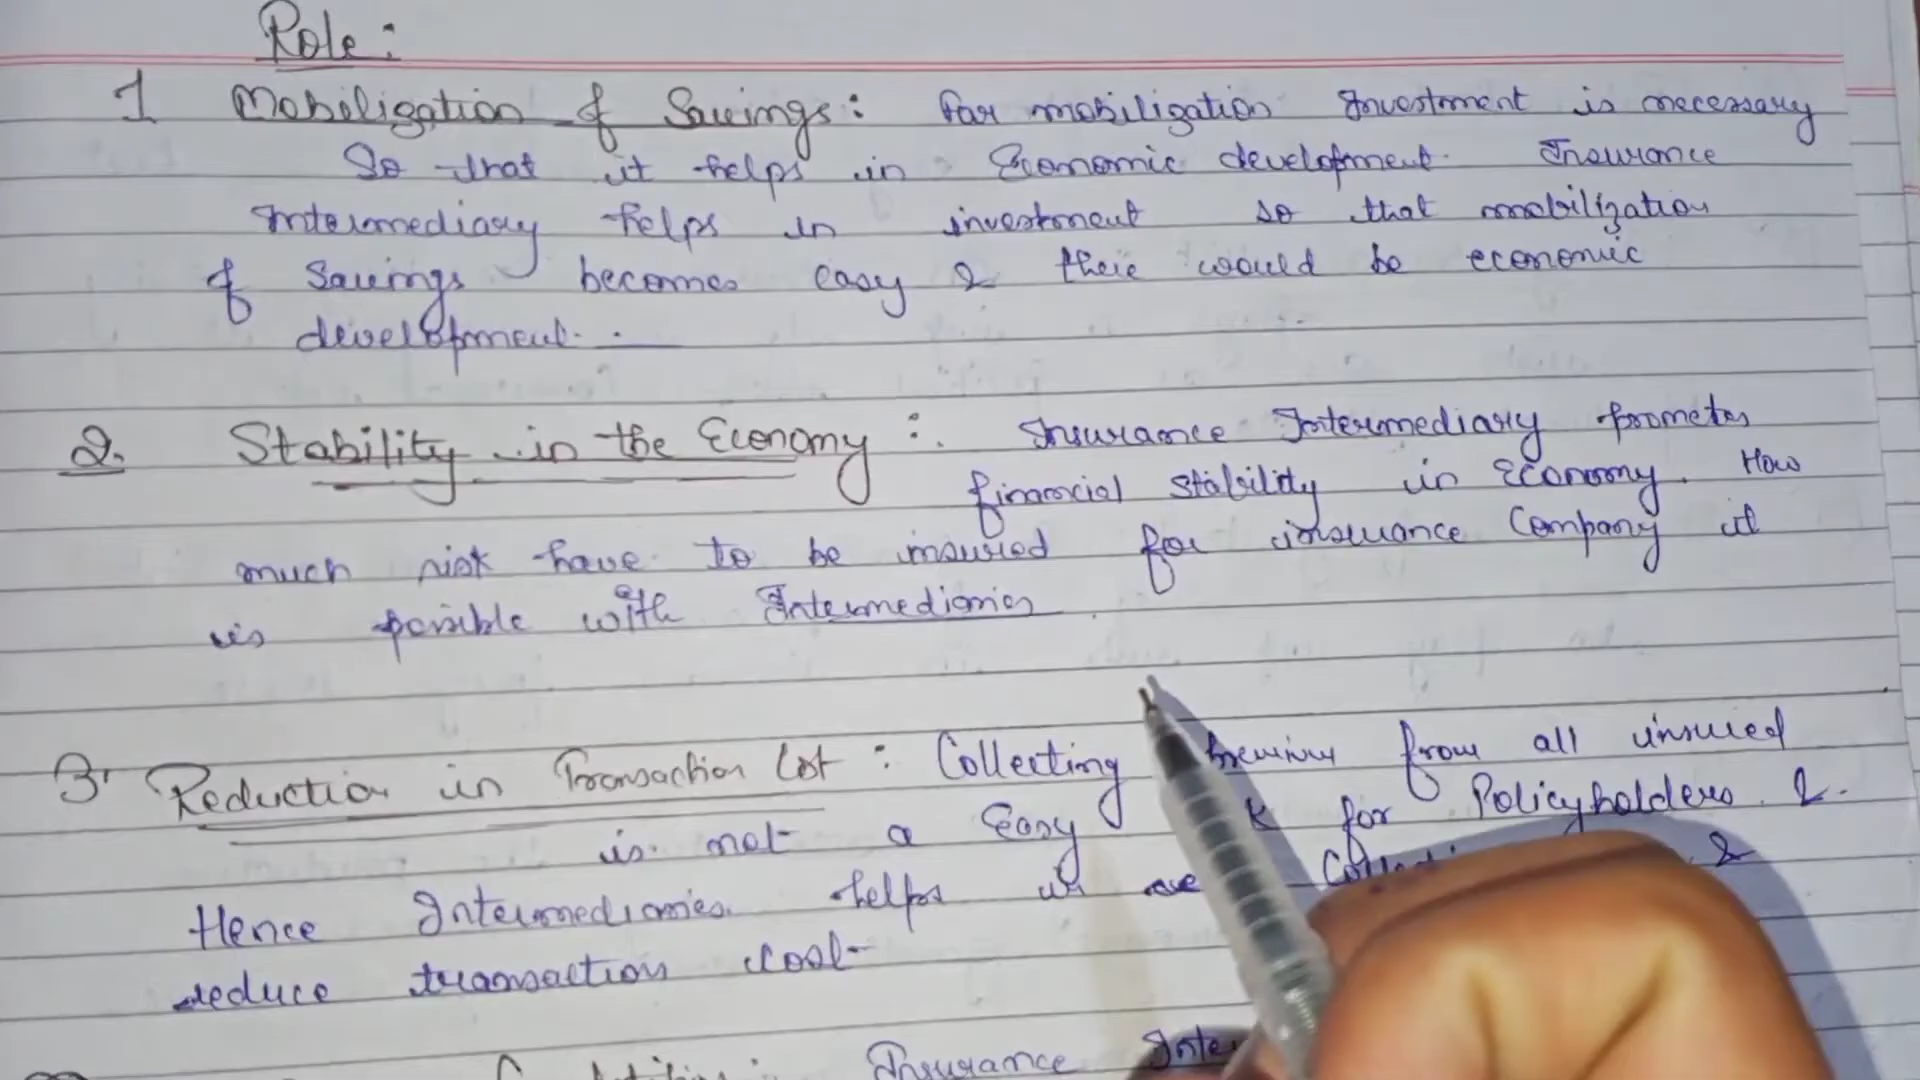 Role:
1 Mobilization of Savings: For mobilization Investment is necessary
So that it helps in Economic development. Insurance
Intermediary helps in investment so that mobilization
of Savings becomes easy & their would be economic
development.
2. Stability in the Economy: Insurance Intermediary prometes
financial stability in Economy. How
much risk have to be insured for insurance Company it
is possible with Intermediaries
3. Reduction in Transaction Cost: Collecting from all insured
is not a Easy for Policyholders &
Hence Intermediaries helps &
reduce transaction cost
Insurance